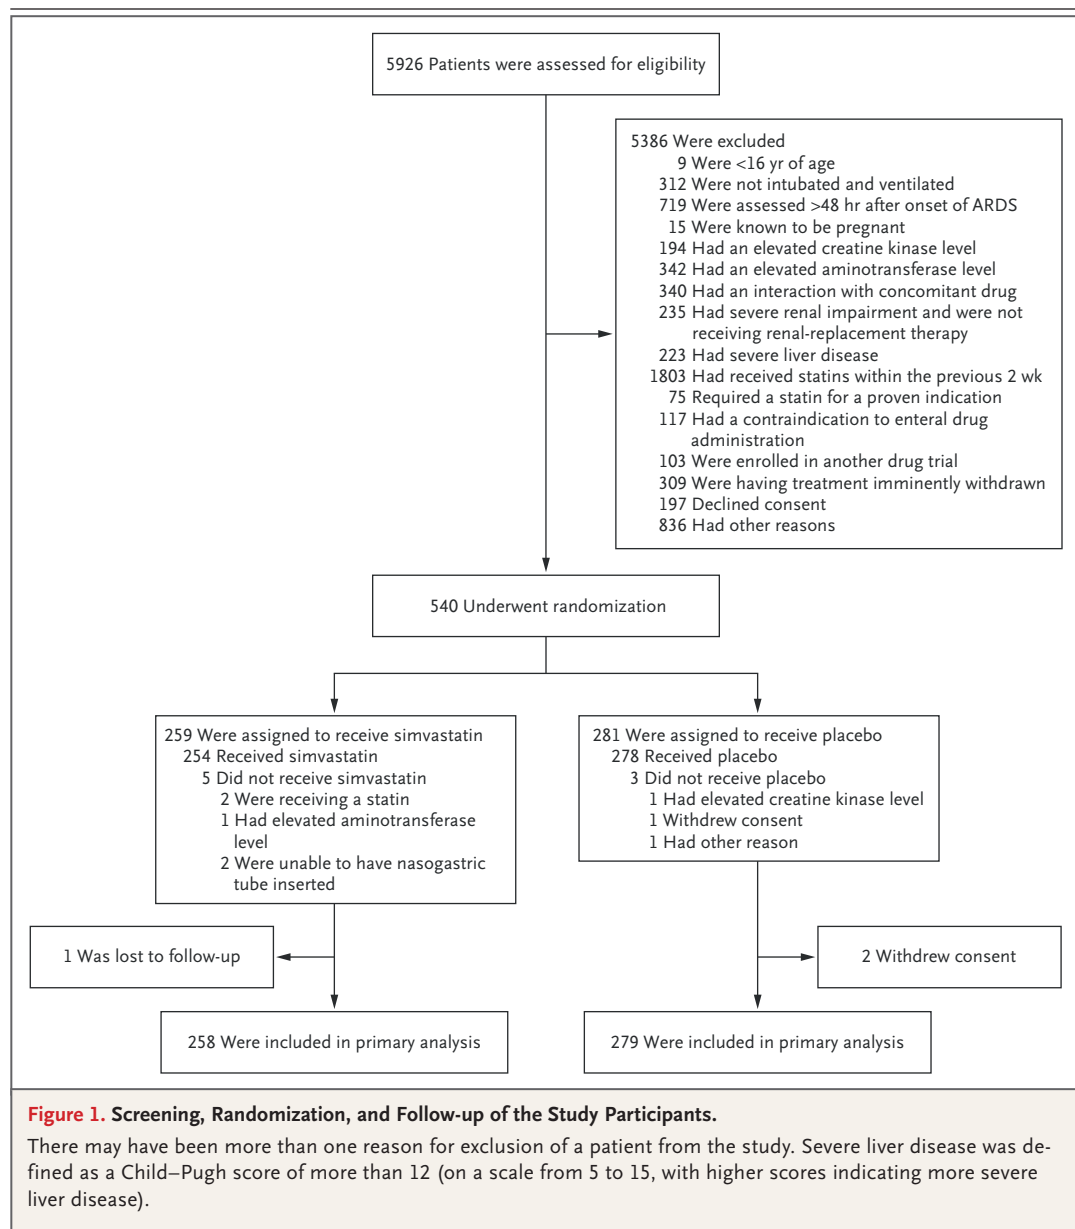 5926 Patients were assessed for eligibility
5386 Were excluded
9 Were <16 yr of age
312 Were not intubated and ventilated
719 Were assessed >48 hr after onset of ARDS
15 Were known to be pregnant
194 Had an elevated creatine kinase level
342 Had an elevated aminotransferase level
340 Had an interaction with concomitant drug
235 Had severe renal impairment and were not
receiving renal-replacement therapy
223 Had severe liver disease
1803 Had received statins within the previous 2 wk
75 Required a statin for a proven indication
117 Had a contraindication to enteral drug
administration
103 Were enrolled in another drug trial
309 Were having treatment imminently withdrawn
197 Declined consent
836 Had other reasons
540 Underwent randomization
259 Were assigned to receive simvastatin
254 Received simvastatin
5 Did not receive simvastatin
2 Were receiving a statin
1 Had elevated aminotransferase
level
2 Were unable to have nasogastric
tube inserted
281 Were assigned to receive placebo
278 Received placebo
3 Did not receive placebo
1 Had elevated creatine kinase level
1 Withdrew consent
1 Had other reason
1 Was lost to follow-up
2 Withdrew consent
258 Were included in primary analysis
279 Were included in primary analysis
Figure 1. Screening, Randomization, and Follow-up of the Study Participants.
There may have been more than one reason for exclusion of a patient from the study. Severe liver disease was de-
fined as a Child–Pugh score of more than 12 (on a scale from 5 to 15, with higher scores indicating more severe
liver disease).